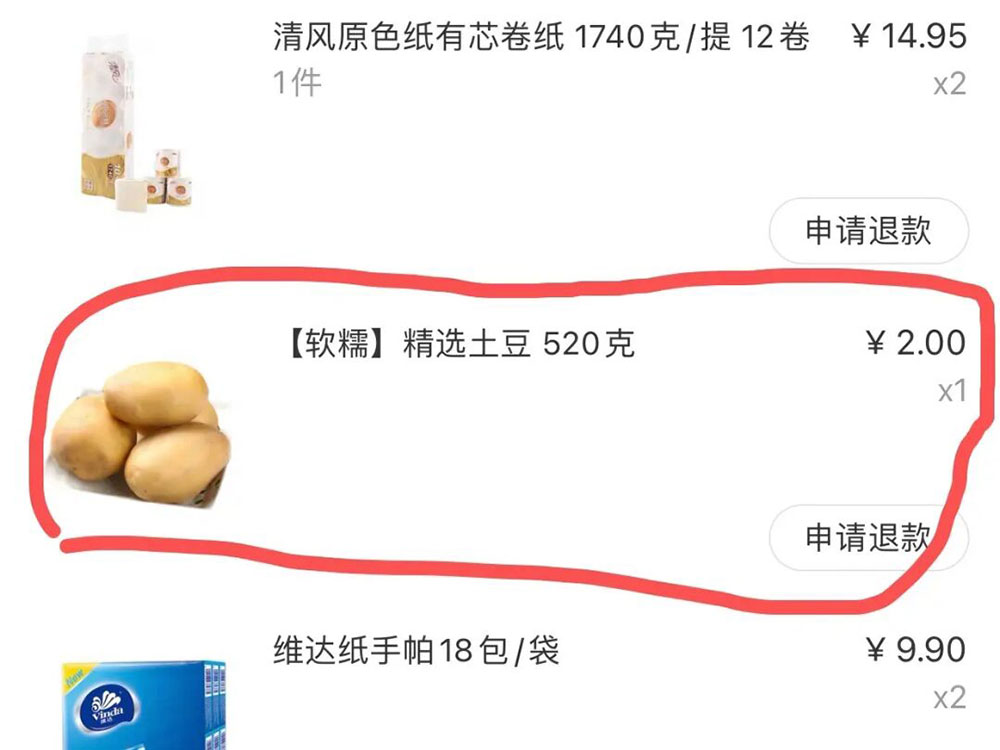 清风原色纸有芯卷纸 1740克/提 12卷 ¥ 14.95
1件 x2
申请退款
【软糯】精选土豆 520克 ¥ 2.00
x1
申请退款
维达纸手帕18包/袋 ¥ 9.90
x2
New
Vinda
维达